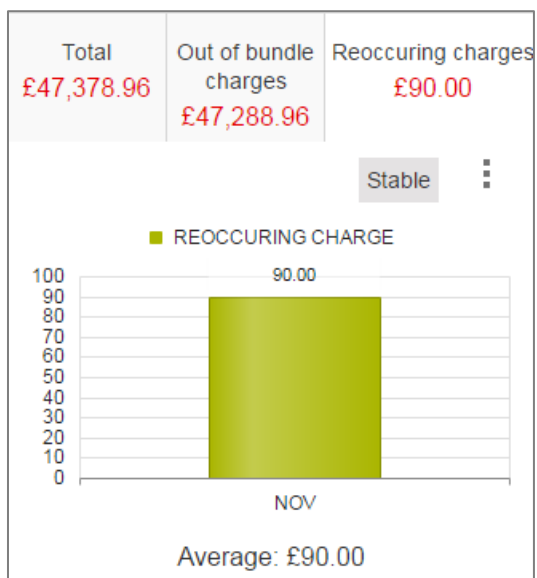 Total
£47,378.96
Out of bundle
charges
£47,288.96
Reoccuring charges
£90.00
Stable
REOCCURING CHARGE
90.00
100
90
80
70
60
50
40
30
20
10
0
NOV
Average: £90.00